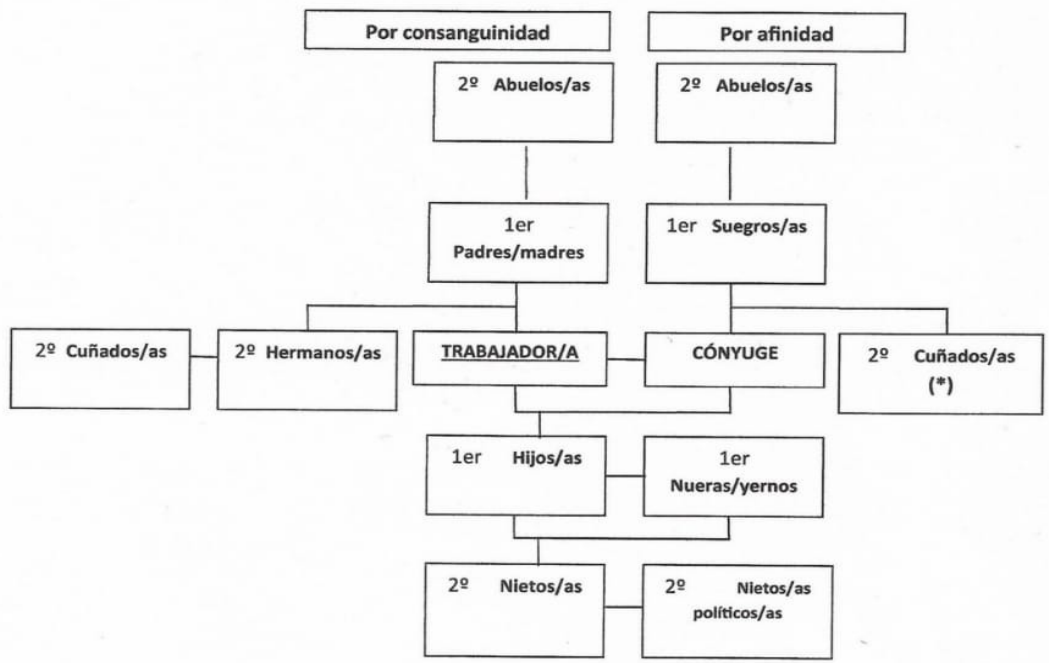 Por consanguinidad
Por afinidad
2º Abuelos/as
2º Abuelos/as
1er
Padres/madres
1er Suegros/as
2º Cuñados/as
2º Hermanos/as
TRABAJADOR/A
CÓNYUGE
2º Cuñados/as
(*)
1er Hijos/as
1er
Nueras/yernos
2º Nietos/as
2º Nietos/as
políticos/as